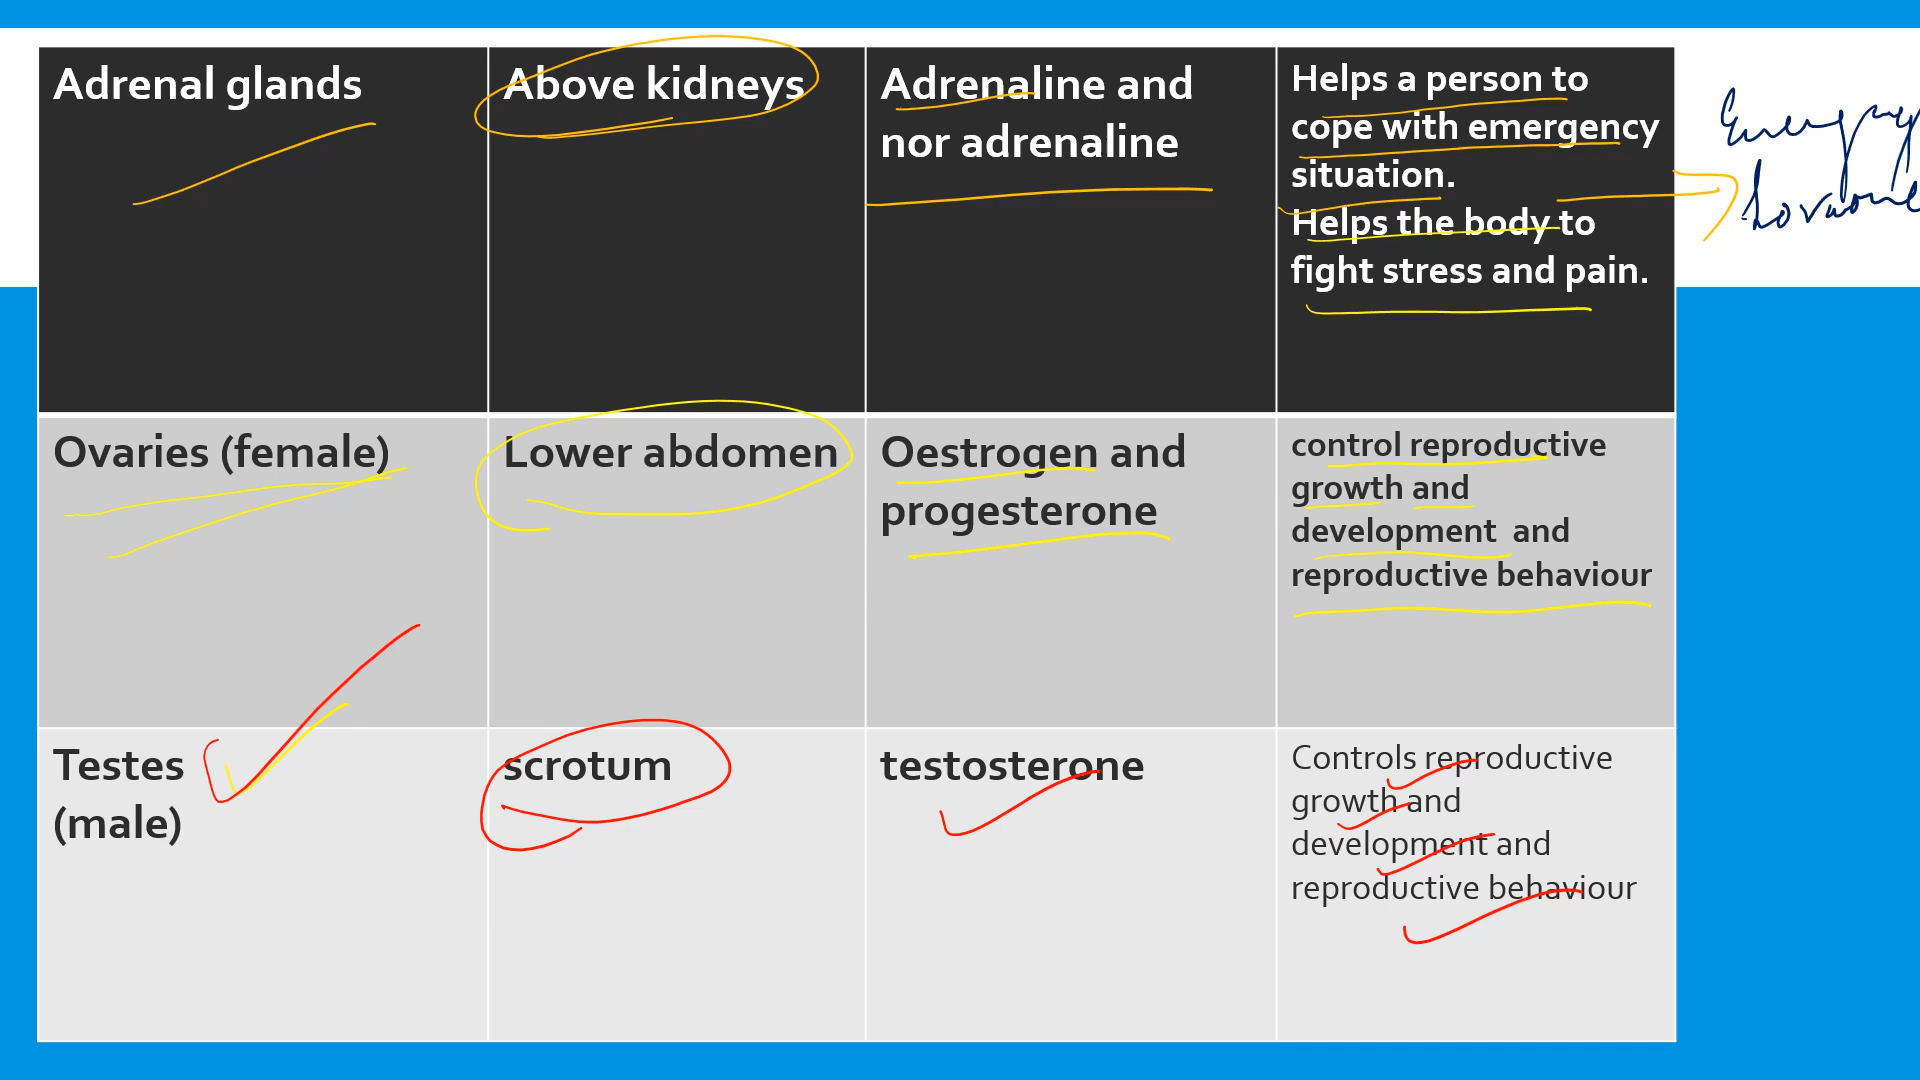 Adrenal glands
Above kidneys
Adrenaline and
nor adrenaline
Helps a person to
cope with emergency
situation.
Helps the body to
fight stress and pain.
Ovaries (female)
Lower abdomen
Oestrogen and
progesterone
control reproductive
growth and
development and
reproductive behaviour
Testes
(male)
scrotum
testosterone
Controls reproductive
growth and
development and
reproductive behaviour